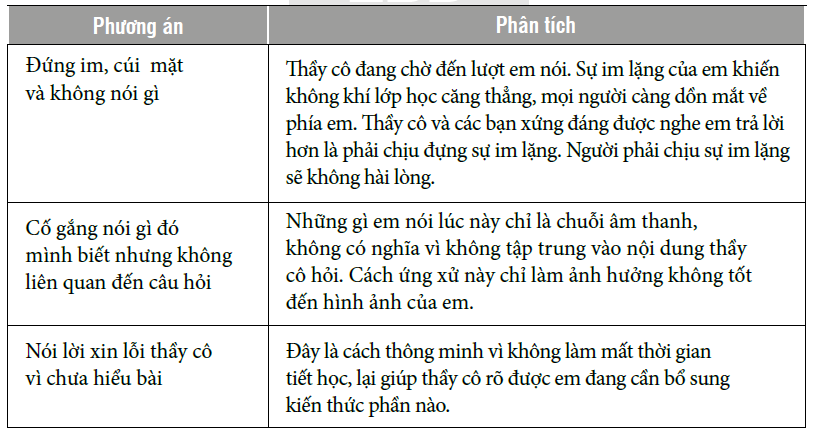 Phương án
Phân tích
Đứng im, cúi mặt
và không nói gì
Thầy cô đang chờ đến lượt em nói. Sự im lặng của em khiến
không khí lớp học căng thẳng, mọi người càng dồn mắt về
phía em. Thầy cô và các bạn xứng đáng được nghe em trả lời
hơn là phải chịu đựng sự im lặng. Người phải chịu sự im lặng
sẽ không hài lòng.
Cố gắng nói gì đó
mình biết nhưng không
liên quan đến câu hỏi
Những gì em nói lúc này chỉ là chuỗi âm thanh,
không có nghĩa vì không tập trung vào nội dung thầy
cô hỏi. Cách ứng xử này chỉ làm ảnh hưởng không tốt
đến hình ảnh của em.
Nói lời xin lỗi thầy cô
vì chưa hiểu bài
Đây là cách thông minh vì không làm mất thời gian
tiết học, lại giúp thầy cô rõ được em đang cần bổ sung
kiến thức phần nào.